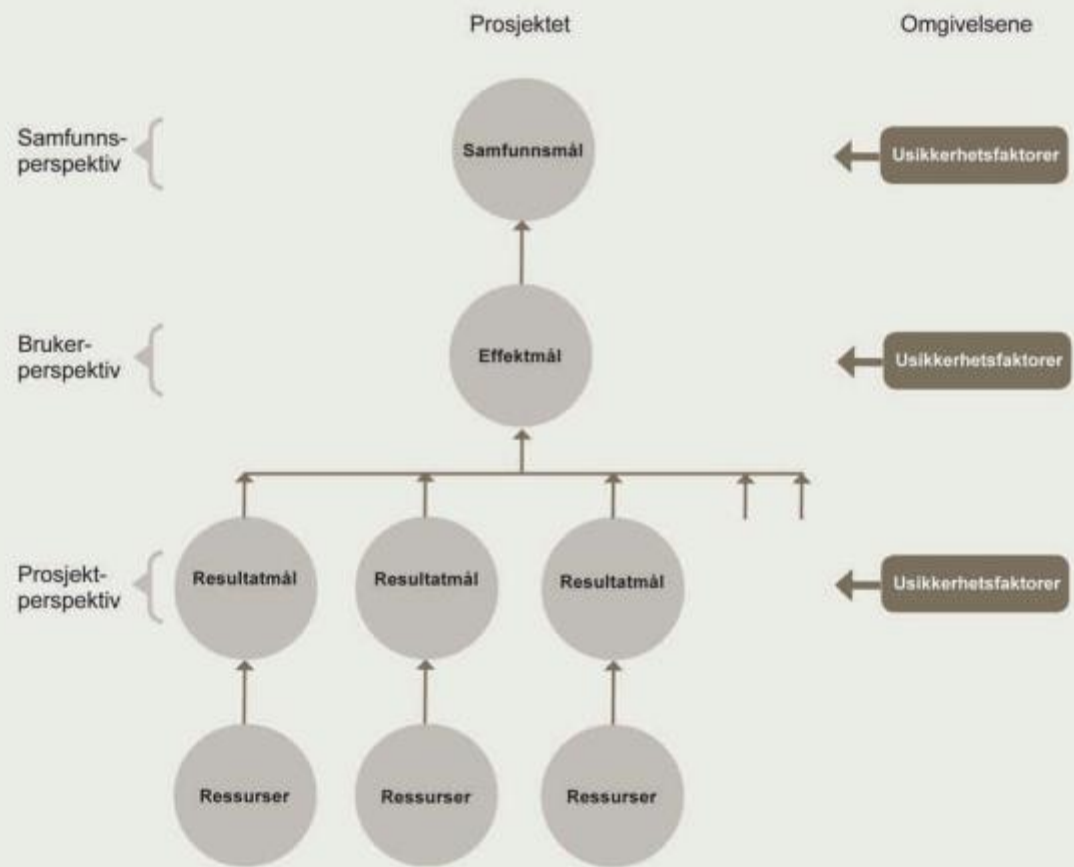 Prosjektet
Omgivelsene
Samfunns-
perspektiv
Samfunnsmål
Usikkerhetsfaktorer
Bruker-
perspektiv
Effektmål
Usikkerhetsfaktorer
Prosjekt-
perspektiv
Resultatmål
Resultatmål
Resultatmål
Usikkerhetsfaktorer
Ressurser
Ressurser
Ressurser